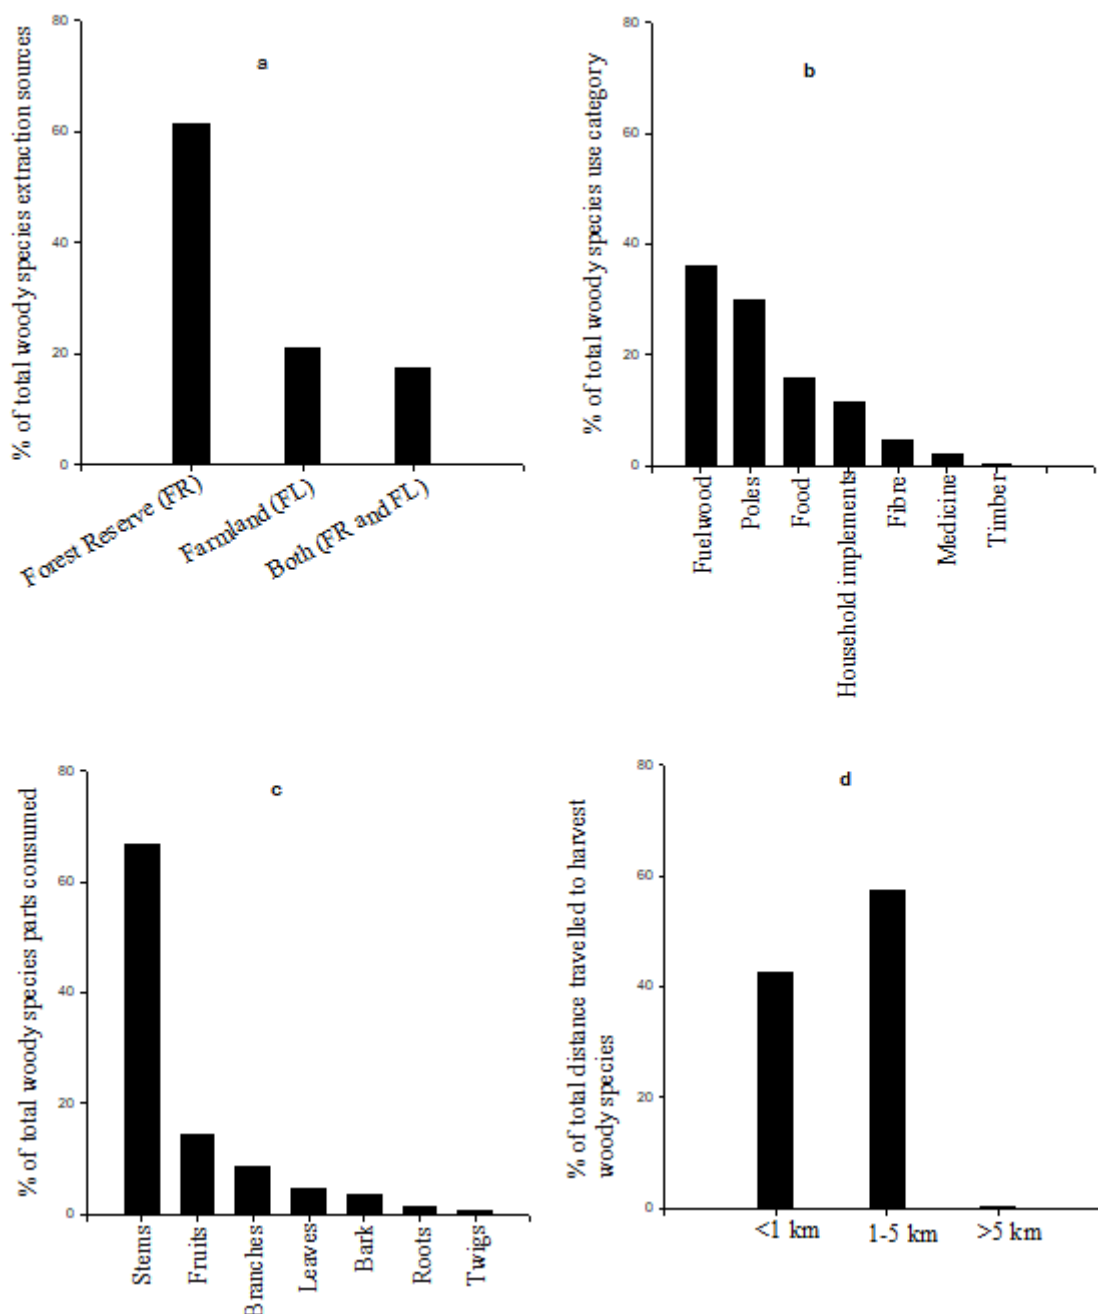 % of total woody species extraction sources
a
80
60
40
20
0
Forest Reserve (FR)
Farmland (FL)
Both (FR and FL)
% of total woody species use category
b
80
60
40
20
0
Fuelwood
Poles
Food
Household implements
Fibre
Medicine
Timber
% of total woody species parts consumed
c
80
60
40
20
0
Stems
Fruits
Branches
Leaves
Bark
Roots
Twigs
% of total distance travelled to harvest
woody species
d
80
60
40
20
0
<1 km
1-5 km
>5 km